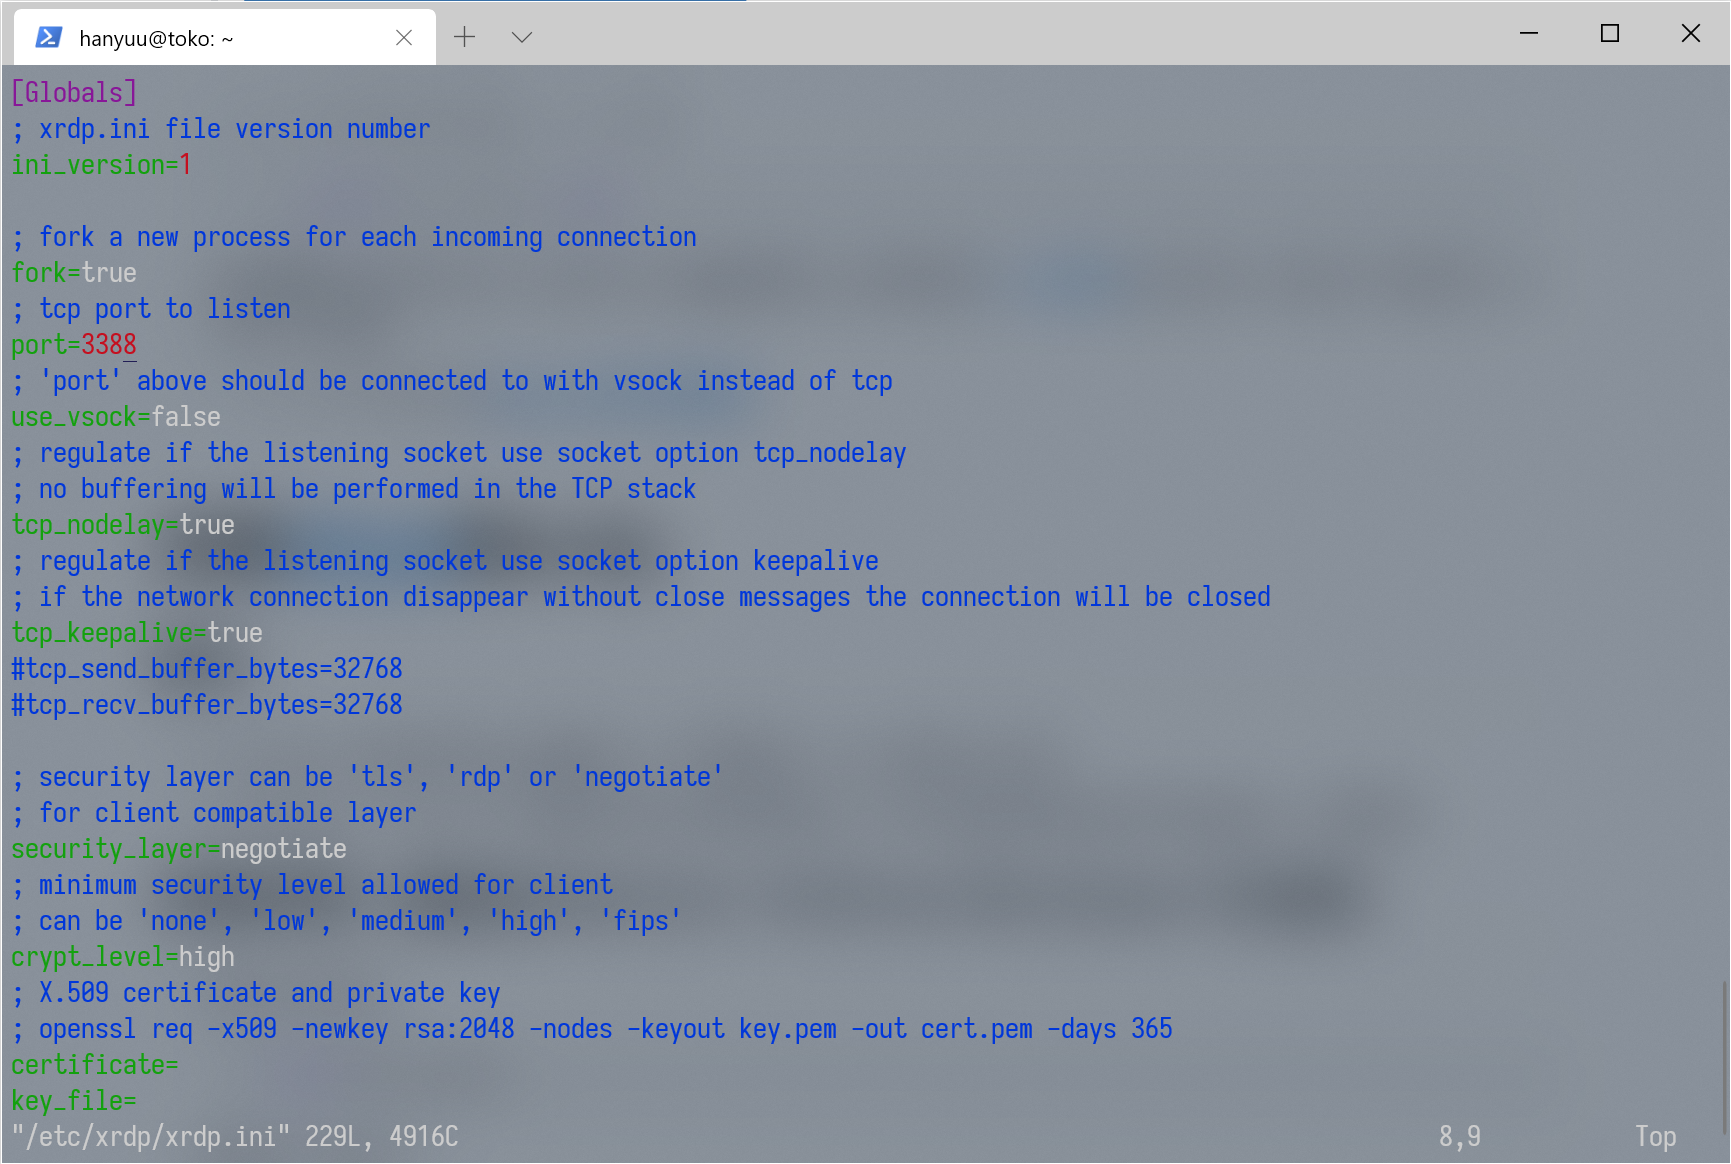 hanyuu@toko: ~
[Globals]
; xrdp.ini file version number
ini_version=1

; fork a new process for each incoming connection
fork=true
; tcp port to listen
port=3388
; 'port' above should be connected to with vsock instead of tcp
use_vsock=false
; regulate if the listening socket use socket option tcp_nodelay
; no buffering will be performed in the TCP stack
tcp_nodelay=true
; regulate if the listening socket use socket option keepalive
; if the network connection disappear without close messages the connection will be closed
tcp_keepalive=true
#tcp_send_buffer_bytes=32768
#tcp_recv_buffer_bytes=32768

; security layer can be 'tls', 'rdp' or 'negotiate'
; for client compatible layer
security_layer=negotiate
; minimum security level allowed for client
; can be 'none', 'low', 'medium', 'high', 'fips'
crypt_level=high
; X.509 certificate and private key
; openssl req -x509 -newkey rsa:2048 -nodes -keyout key.pem -out cert.pem -days 365
certificate=
key_file=
"/etc/xrdp/xrdp.ini" 229L, 4916C 8,9 Top